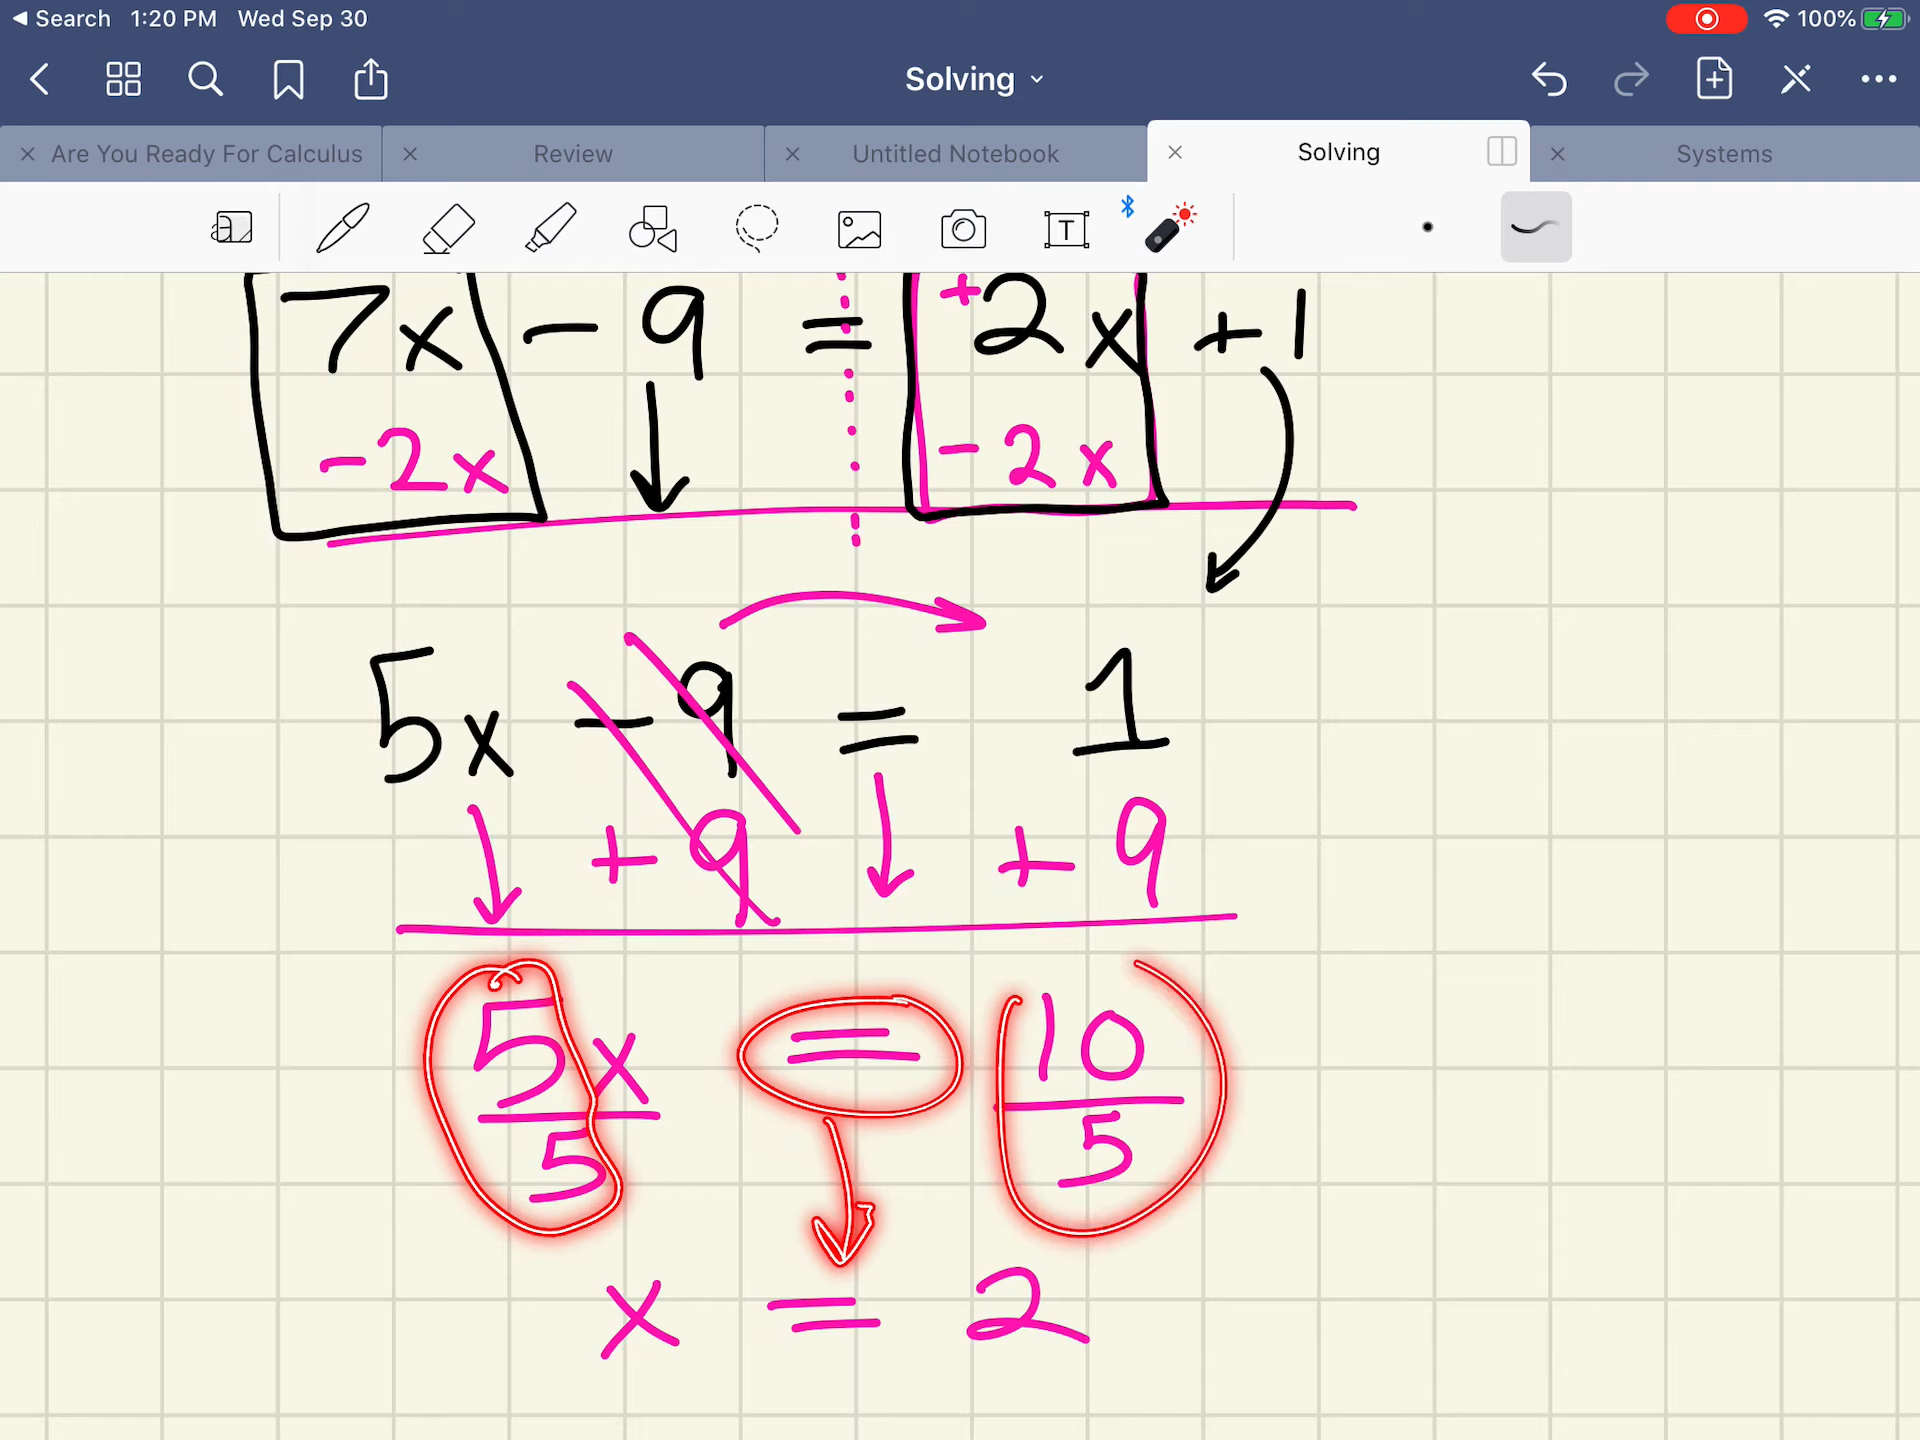 Search 1:20 PM Wed Sep 30 100%
Solving
Are You Ready For Calculus Review Untitled Notebook Solving Systems
T
7x - 9 = +2x + 1
-2x -2x
5x - 9 = 1
+ 9 + 9
5x = 10
5 5
x = 2